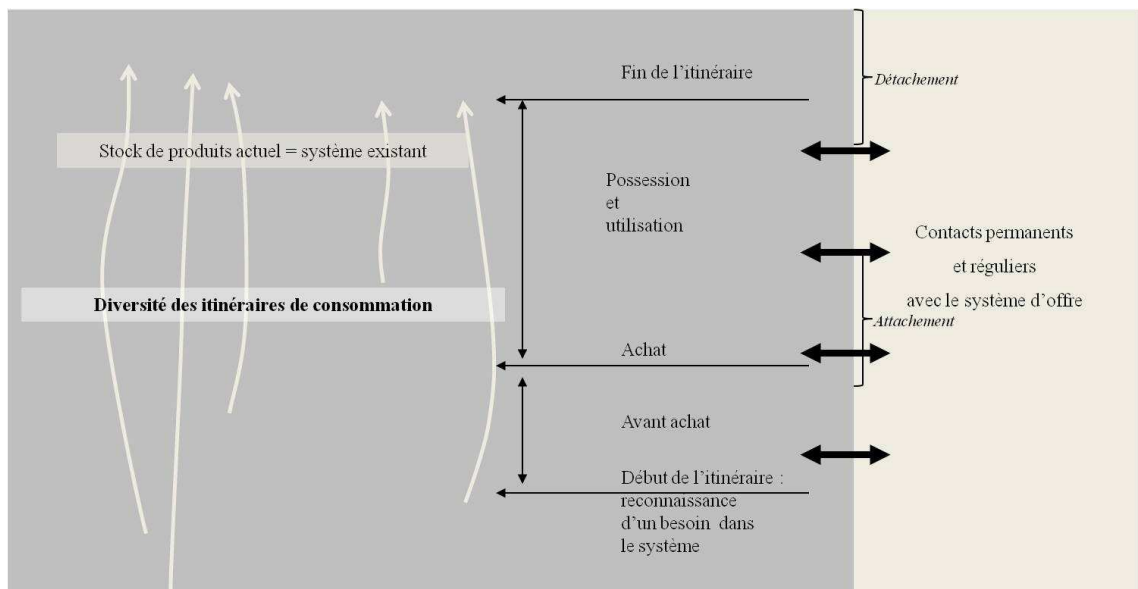 Fin de l’itinéraire
Détachement
Stock de produits actuel = système existant
Possession
et
utilisation
Contacts permanents
et réguliers
avec le système d’offre
Diversité des itinéraires de consommation
Attachement
Achat
Avant achat
Début de l’itinéraire :
reconnaissance
d’un besoin dans
le système